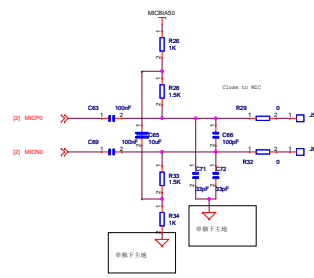 MICBIAS0
R26
1K
R28
1.5K
Close to MIC
C63
100nF
R29
0
J5
[2] MICP0
C65
10uF
C66
100pF
[2] MICN0
C69
100nF
R32
0
J6
R33
1.5K
C71
33pF
C72
33pF
R34
1K
单独下主地
单独下主地